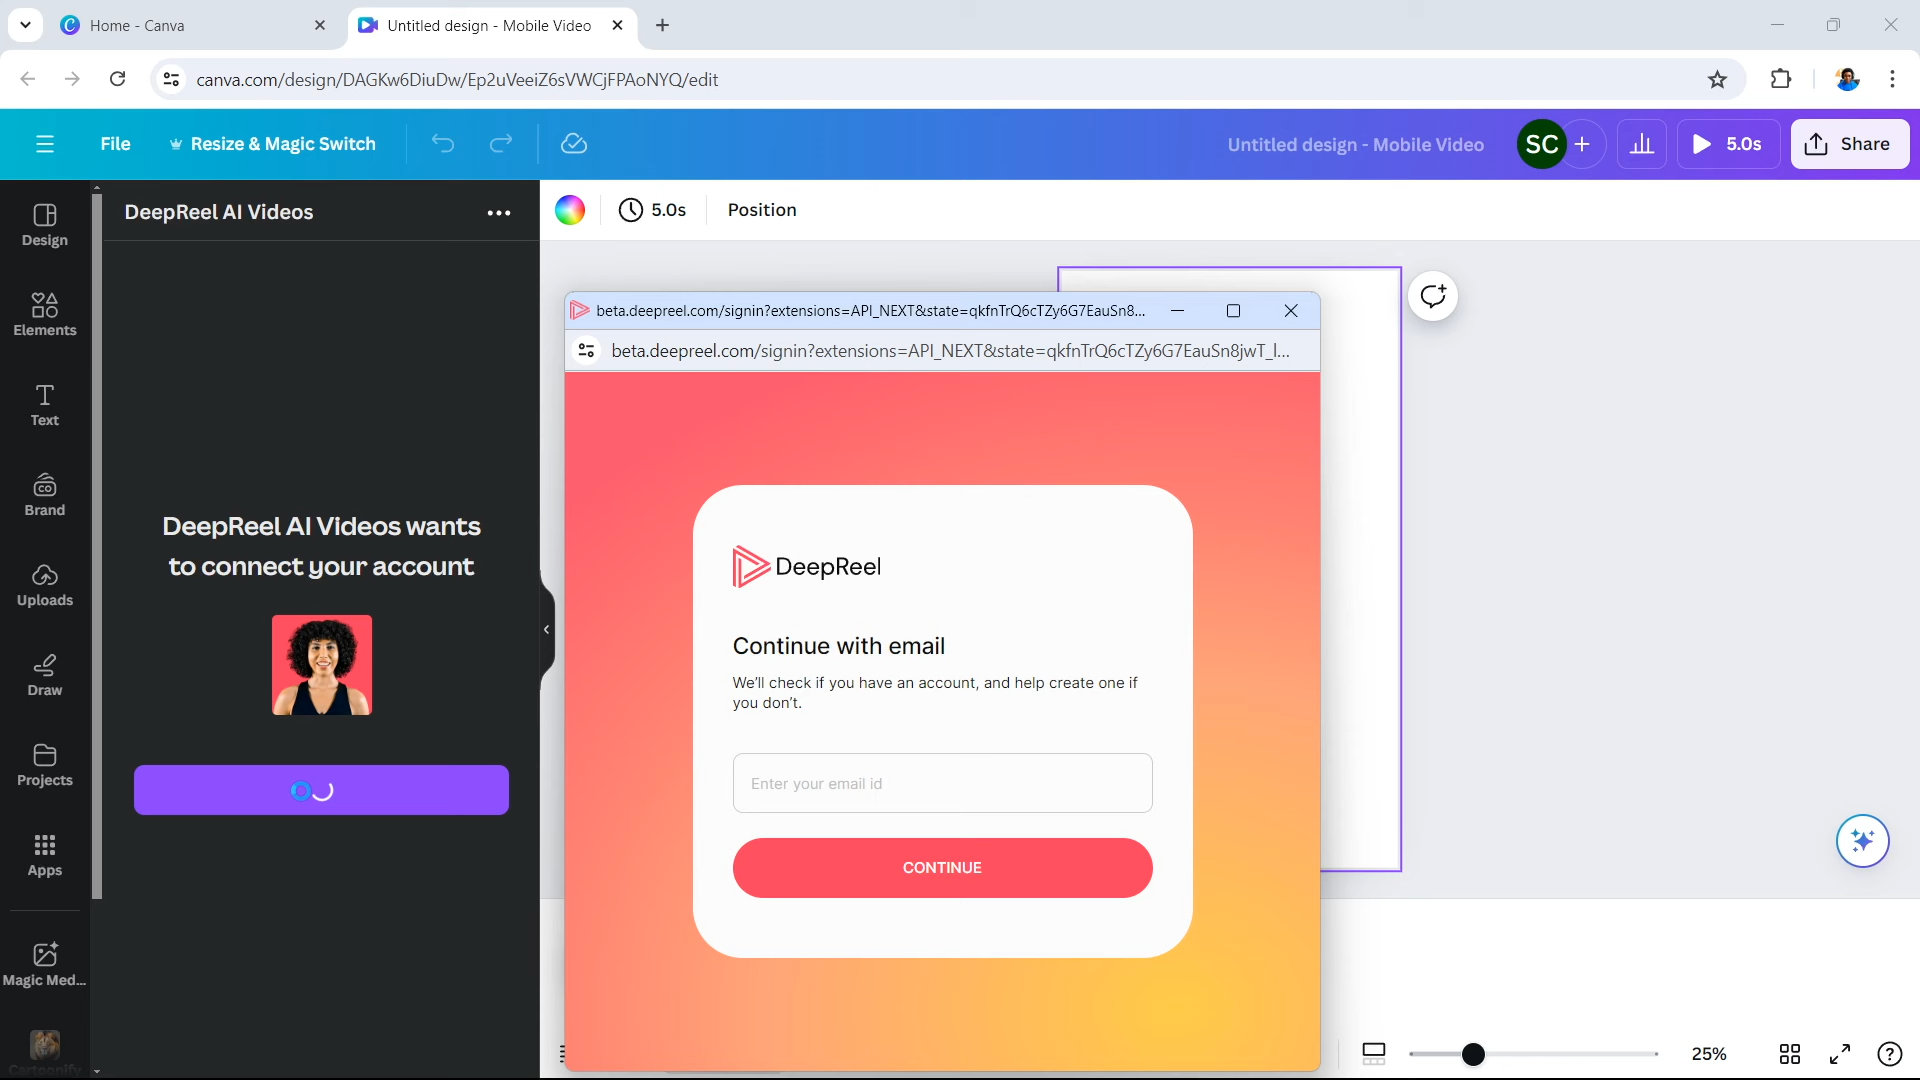 Home - Canva
Untitled design - Mobile Video
canva.com/design/DAGKw6DiuDw/Ep2uVeeiZ6sVWCjFPAoNYQ/edit
File
Resize & Magic Switch
Untitled design - Mobile Video
SC
5.0s
Share
Design
Elements
Text
Brand
Uploads
Draw
Projects
Apps
Magic Med...
Cartoonify
DeepReel AI Videos
5.0s
Position
DeepReel AI Videos wants
to connect your account
beta.deepreel.com/signin?extensions=API_NEXT&state=qkfnTrQ6cTZy6G7EauSn8...
beta.deepreel.com/signin?extensions=API_NEXT&state=qkfnTrQ6cTZy6G7EauSn8jwT_l...
DeepReel
Continue with email
We'll check if you have an account, and help create one if
you don't.
Enter your email id
CONTINUE
25%